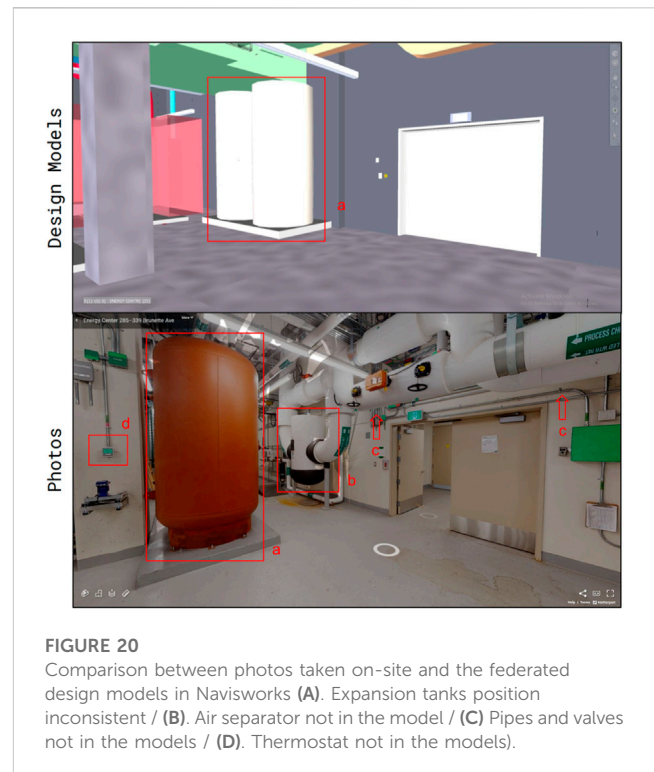 Design Models
a
Photos
Energy Center 285-339 Brunette Ave
PROCESS CH
d
c
c
b
a
FIGURE 20
Comparison between photos taken on-site and the federated
design models in Navisworks (A). Expansion tanks position
inconsistent / (B). Air separator not in the model / (C) Pipes and valves
not in the models / (D). Thermostat not in the models).